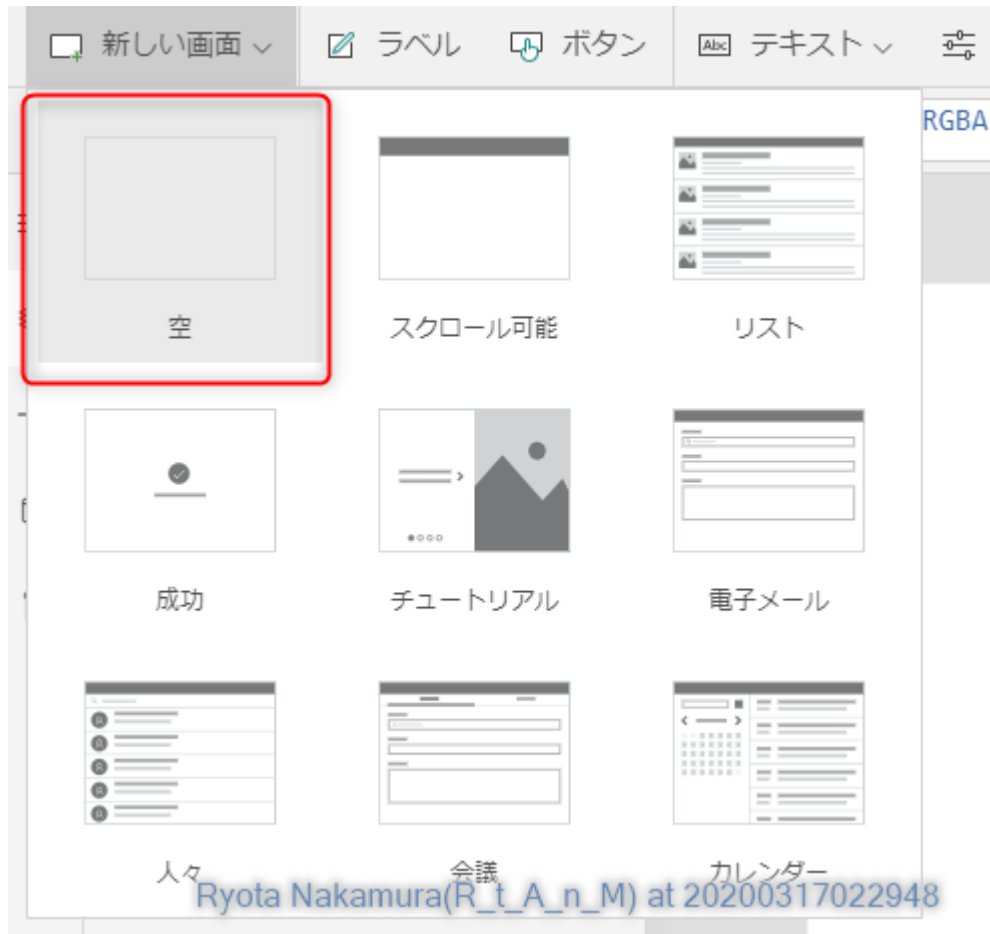 新しい画面 ラベル ボタン Abc テキスト
RGBA
空 スクロール可能 リスト
成功 チュートリアル 電子メール
人々 会議 カレンダー
Ryota Nakamura(R_t_A_n_M) at 20200317022948